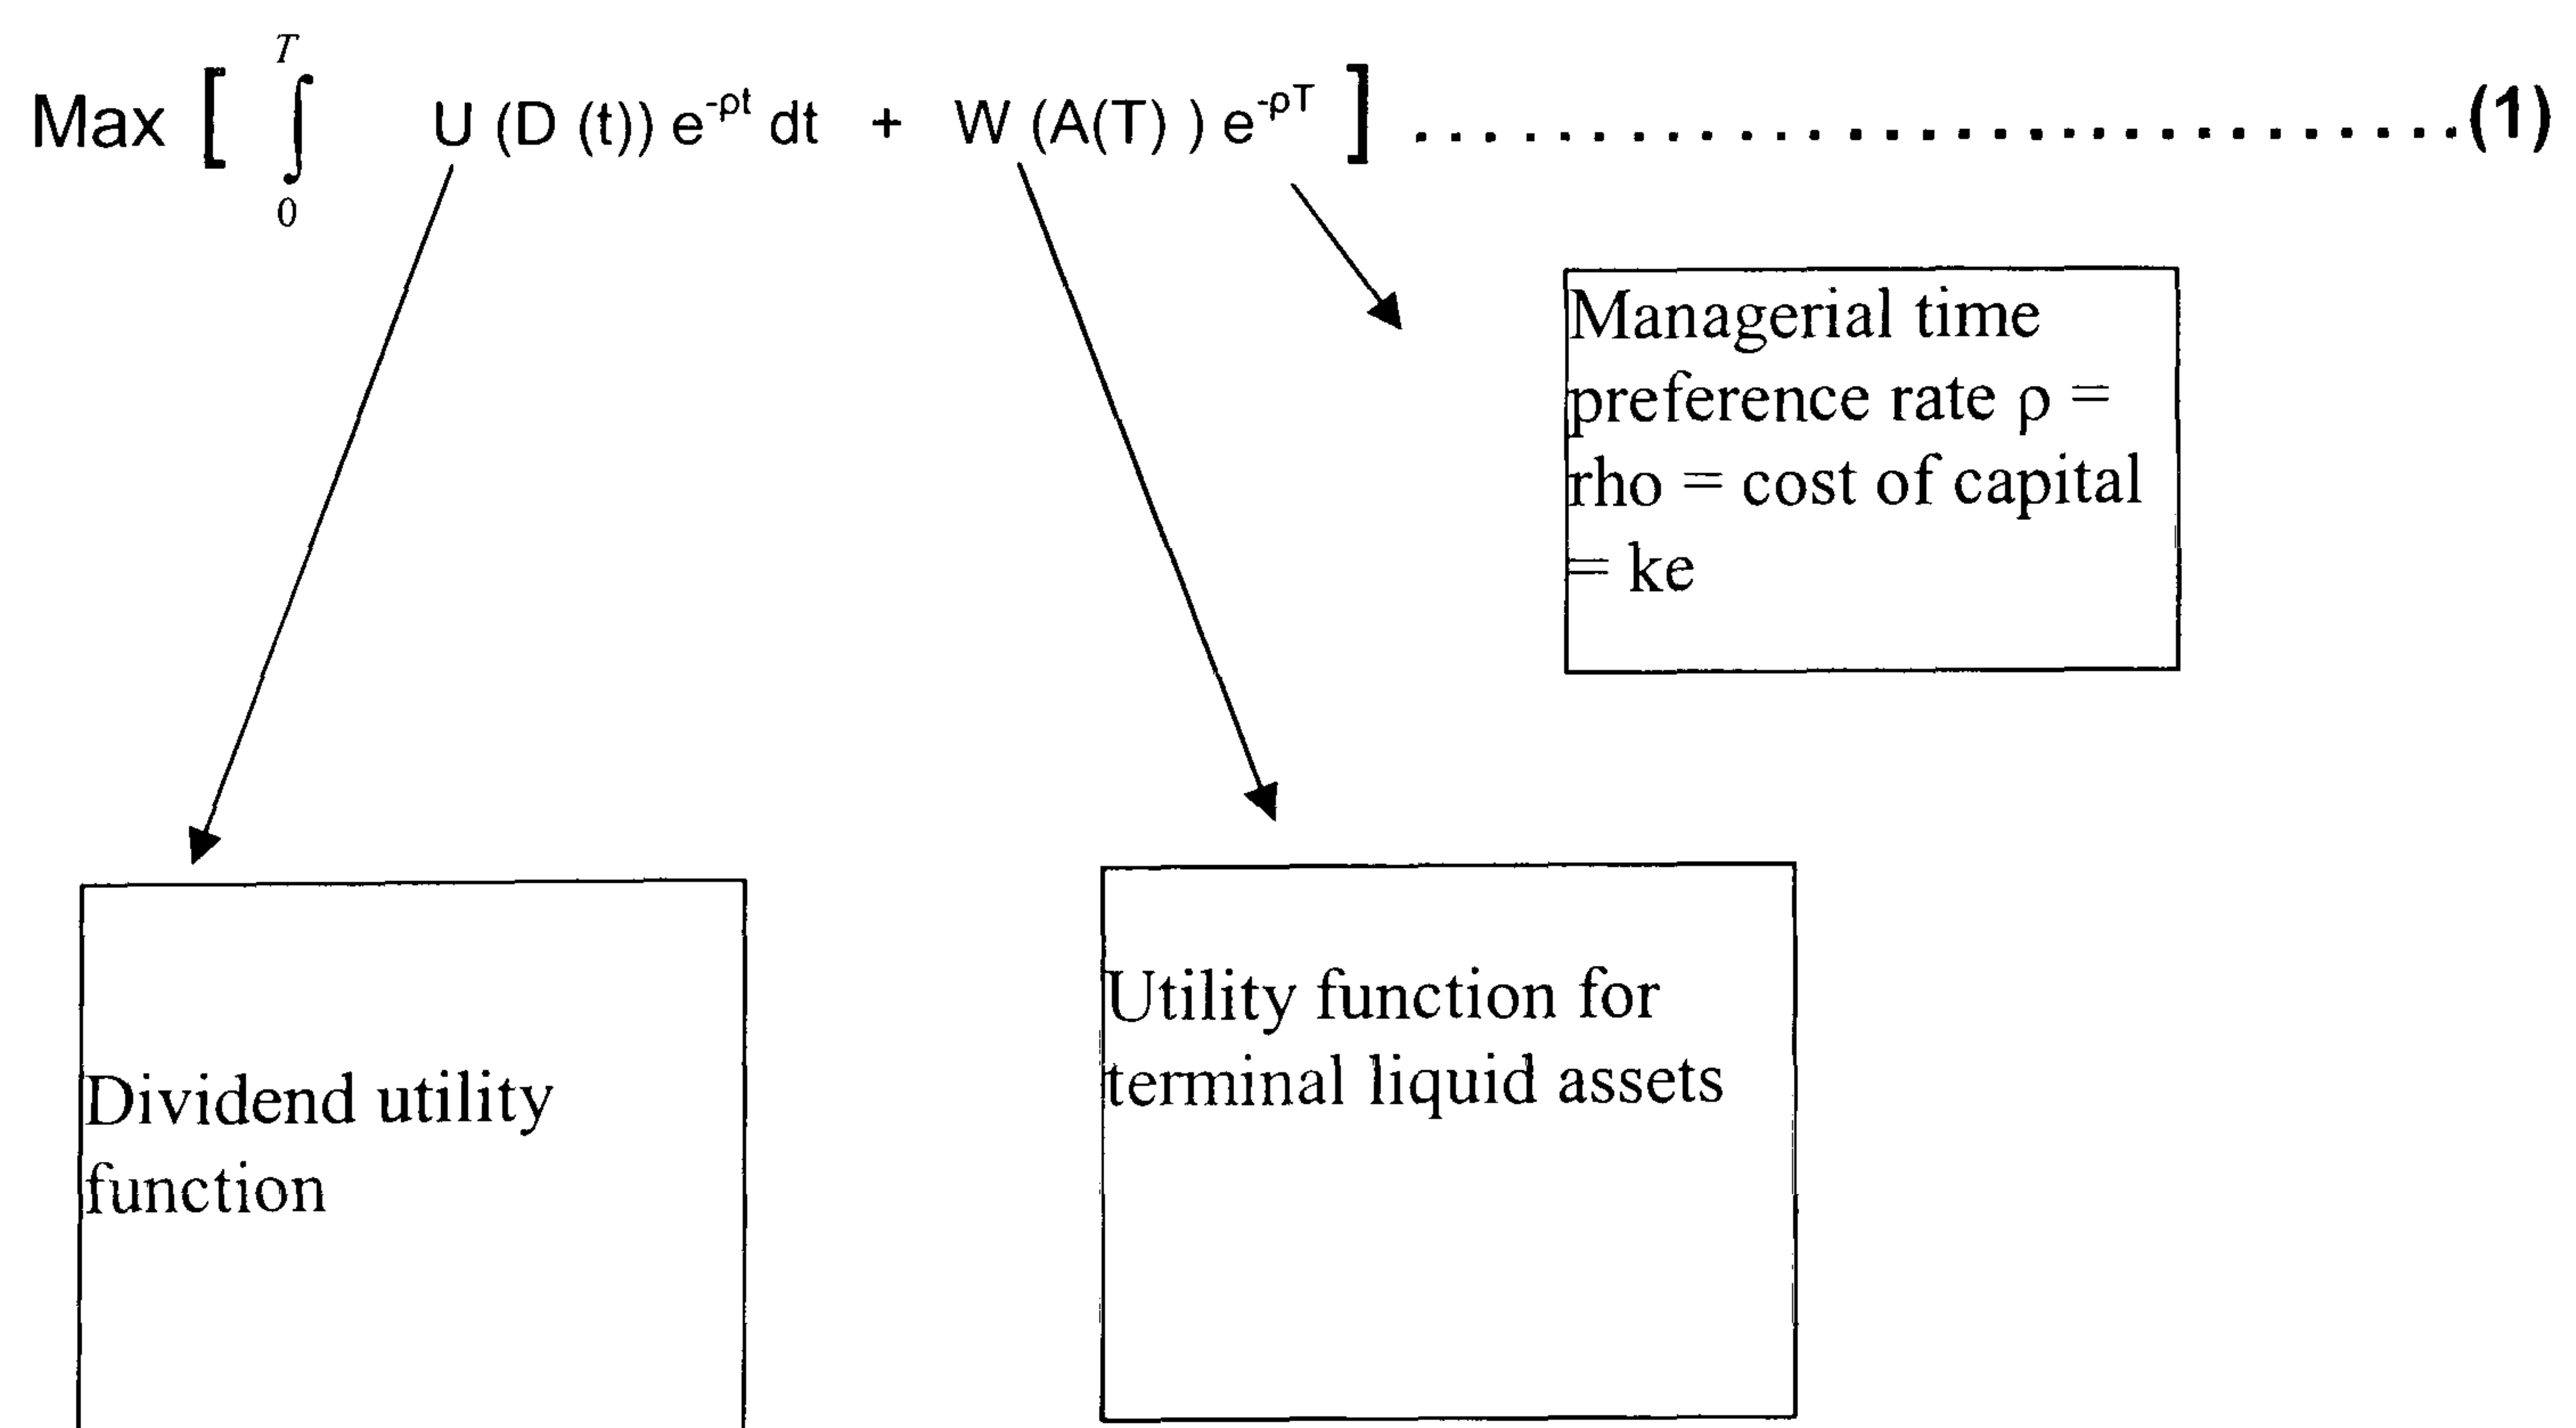 Max [ ∫₀ᵀ U (D (t)) e^-ρt dt + W (A(T) ) e^-ρT ] ..............................(1)
Managerial time
preference rate ρ =
rho = cost of capital
= ke
Utility function for
terminal liquid assets
Dividend utility
function